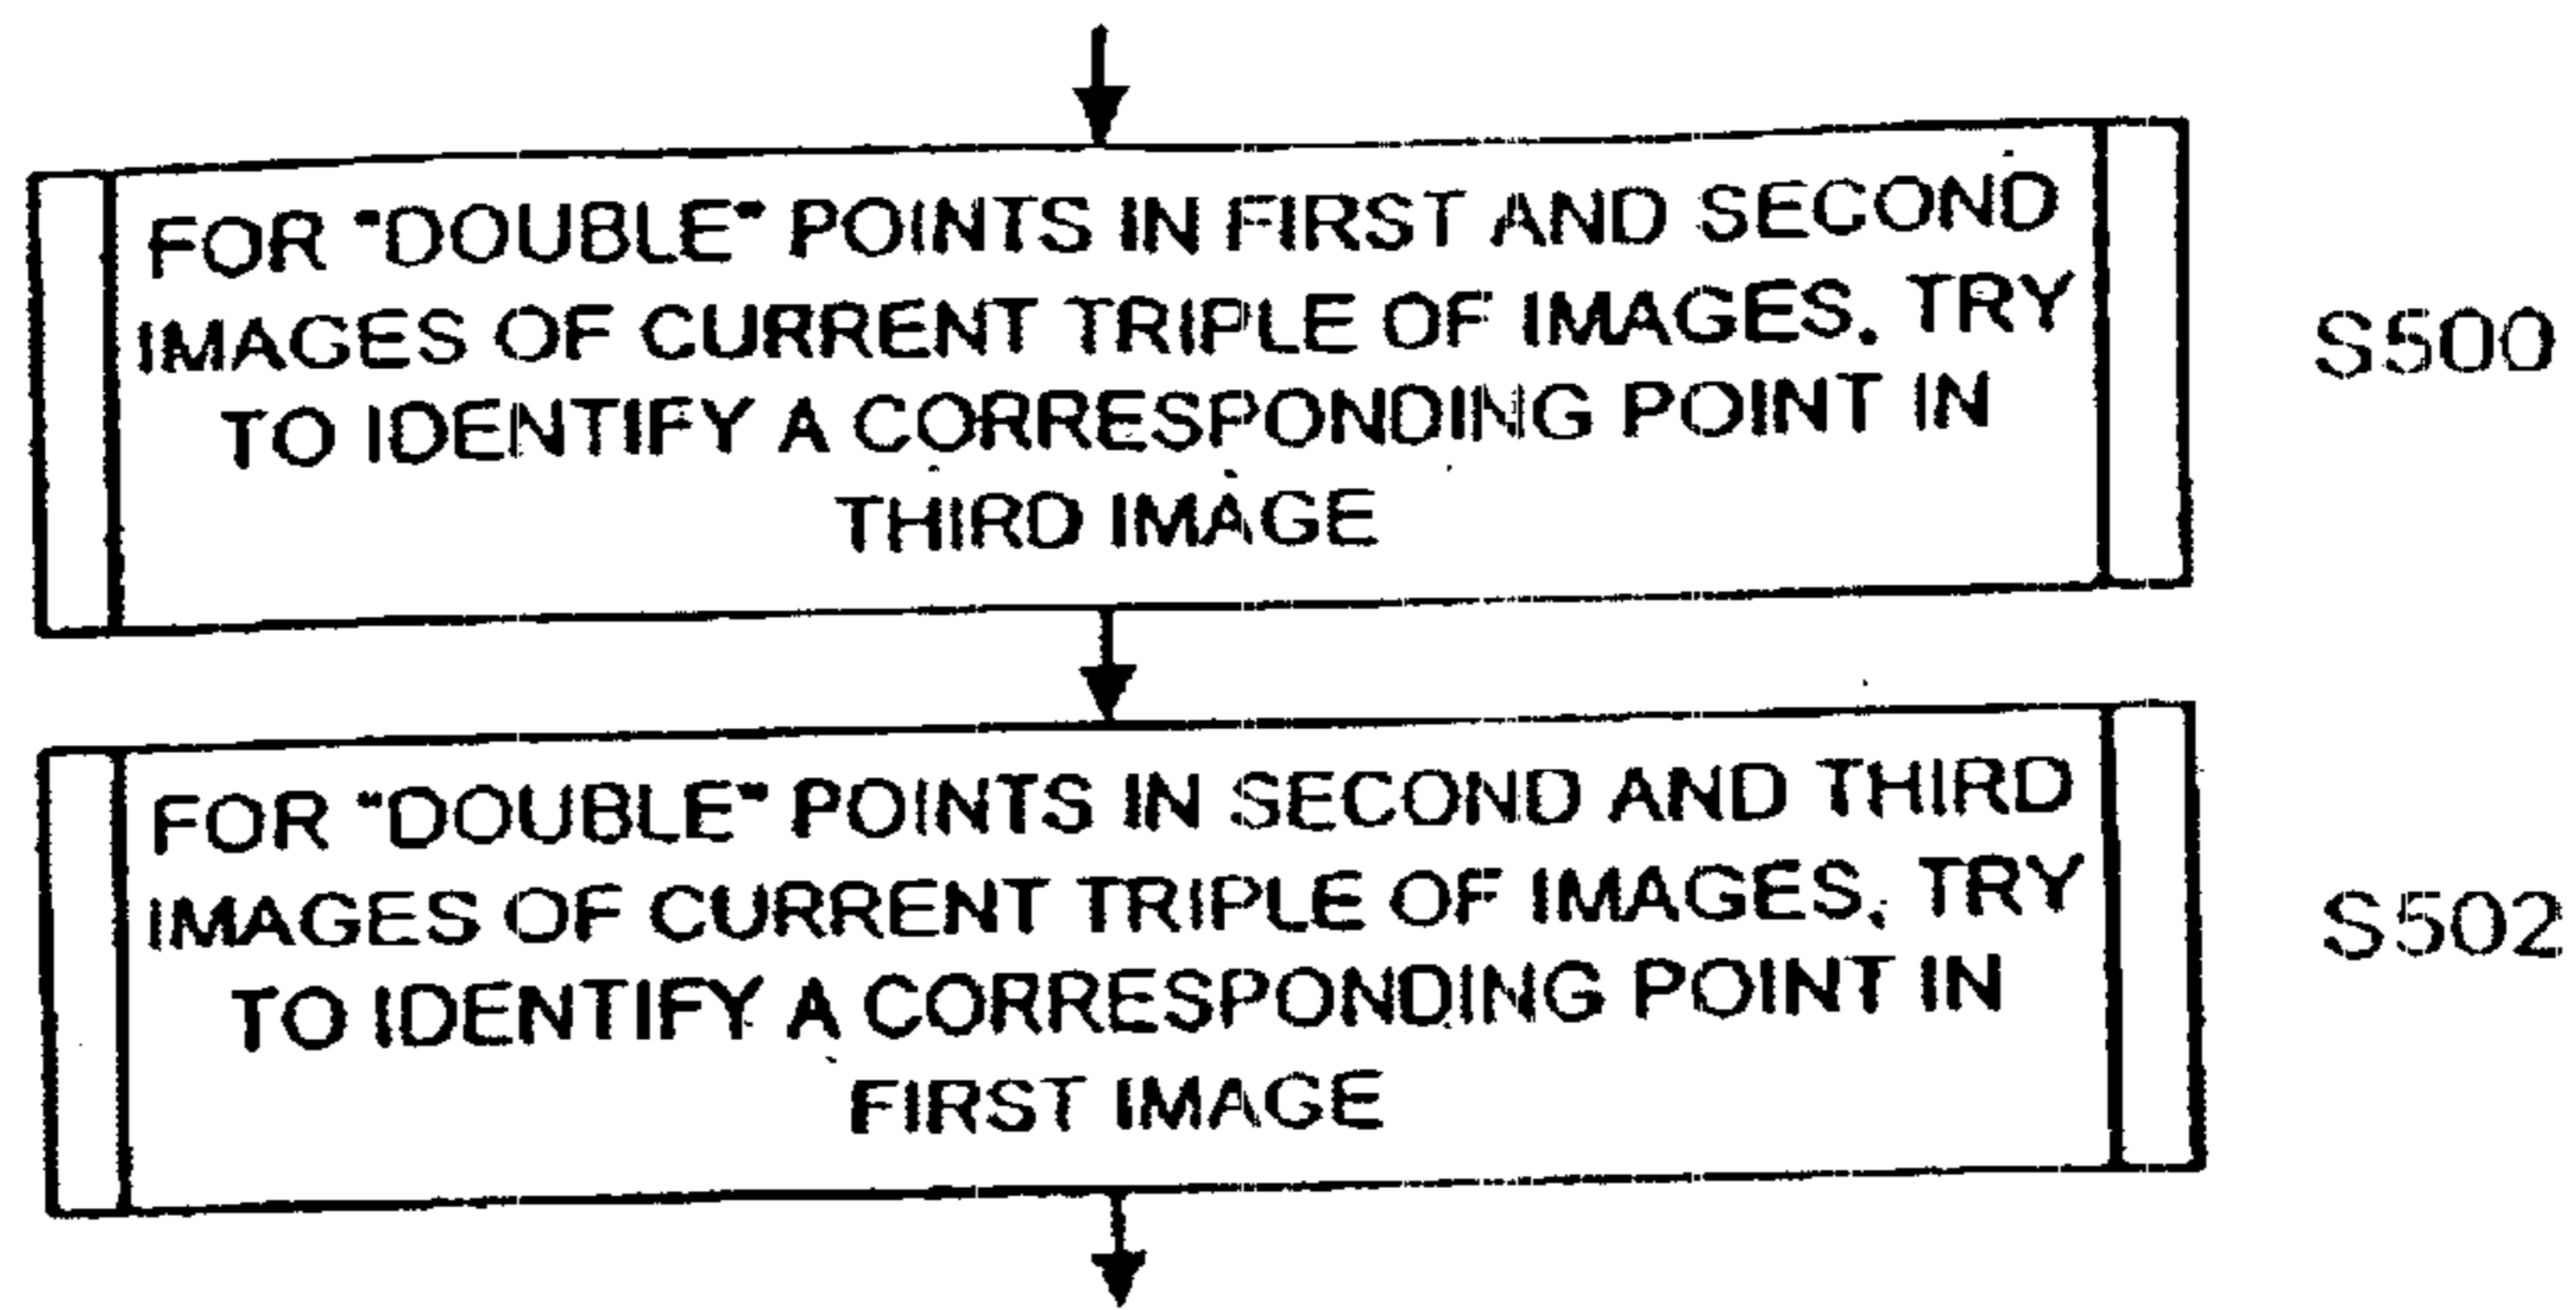 FOR "DOUBLE" POINTS IN FIRST AND SECOND
IMAGES OF CURRENT TRIPLE OF IMAGES, TRY
TO IDENTIFY A CORRESPONDING POINT IN
THIRD IMAGE
S500
FOR "DOUBLE" POINTS IN SECOND AND THIRD
IMAGES OF CURRENT TRIPLE OF IMAGES, TRY
TO IDENTIFY A CORRESPONDING POINT IN
FIRST IMAGE
S502